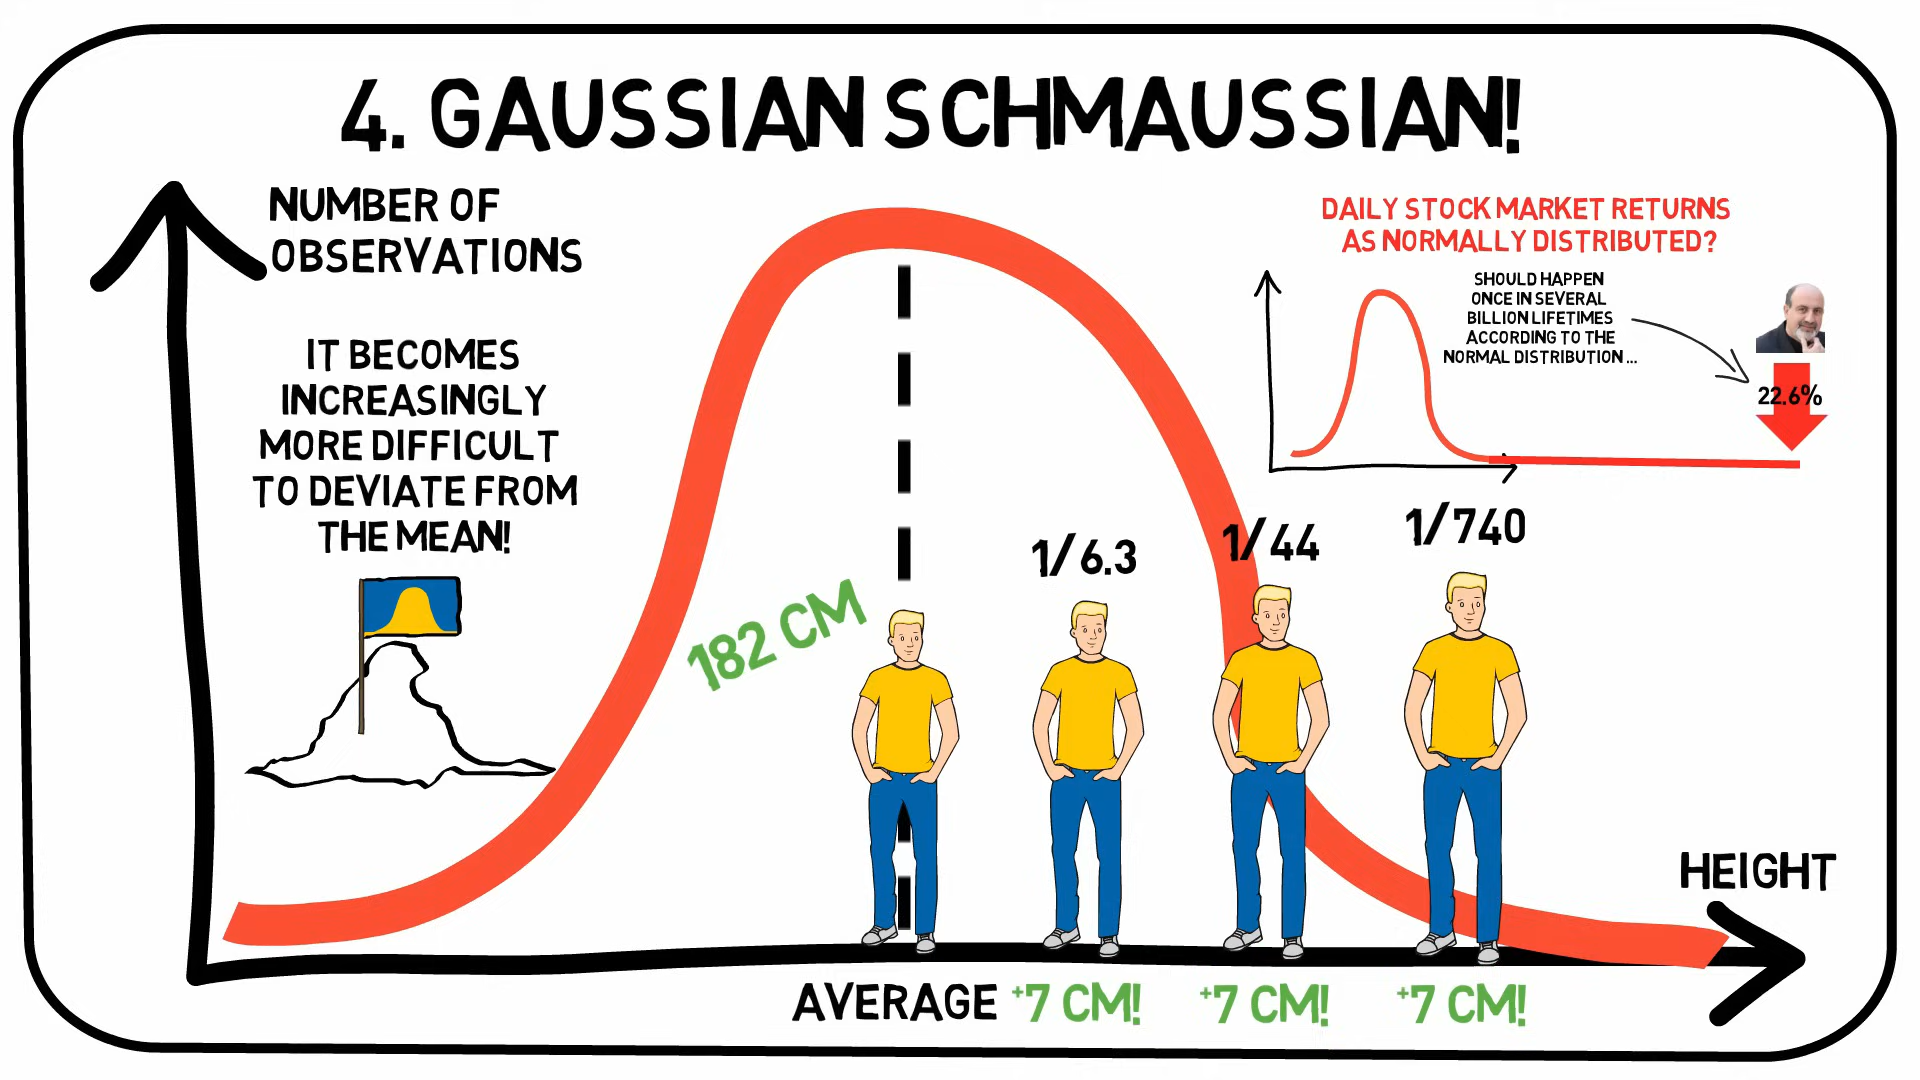 4. GAUSSIAN SCHMAUSSIAN!
NUMBER OF
OBSERVATIONS
IT BECOMES
INCREASINGLY
MORE DIFFICULT
TO DEVIATE FROM
THE MEAN!
DAILY STOCK MARKET RETURNS
AS NORMALLY DISTRIBUTED?
SHOULD HAPPEN
ONCE IN SEVERAL
BILLION LIFETIMES
ACCORDING TO THE
NORMAL DISTRIBUTION ...
22.6%
182 CM
1/6.3
1/44
1/740
HEIGHT
AVERAGE +7 CM! +7 CM! +7 CM!